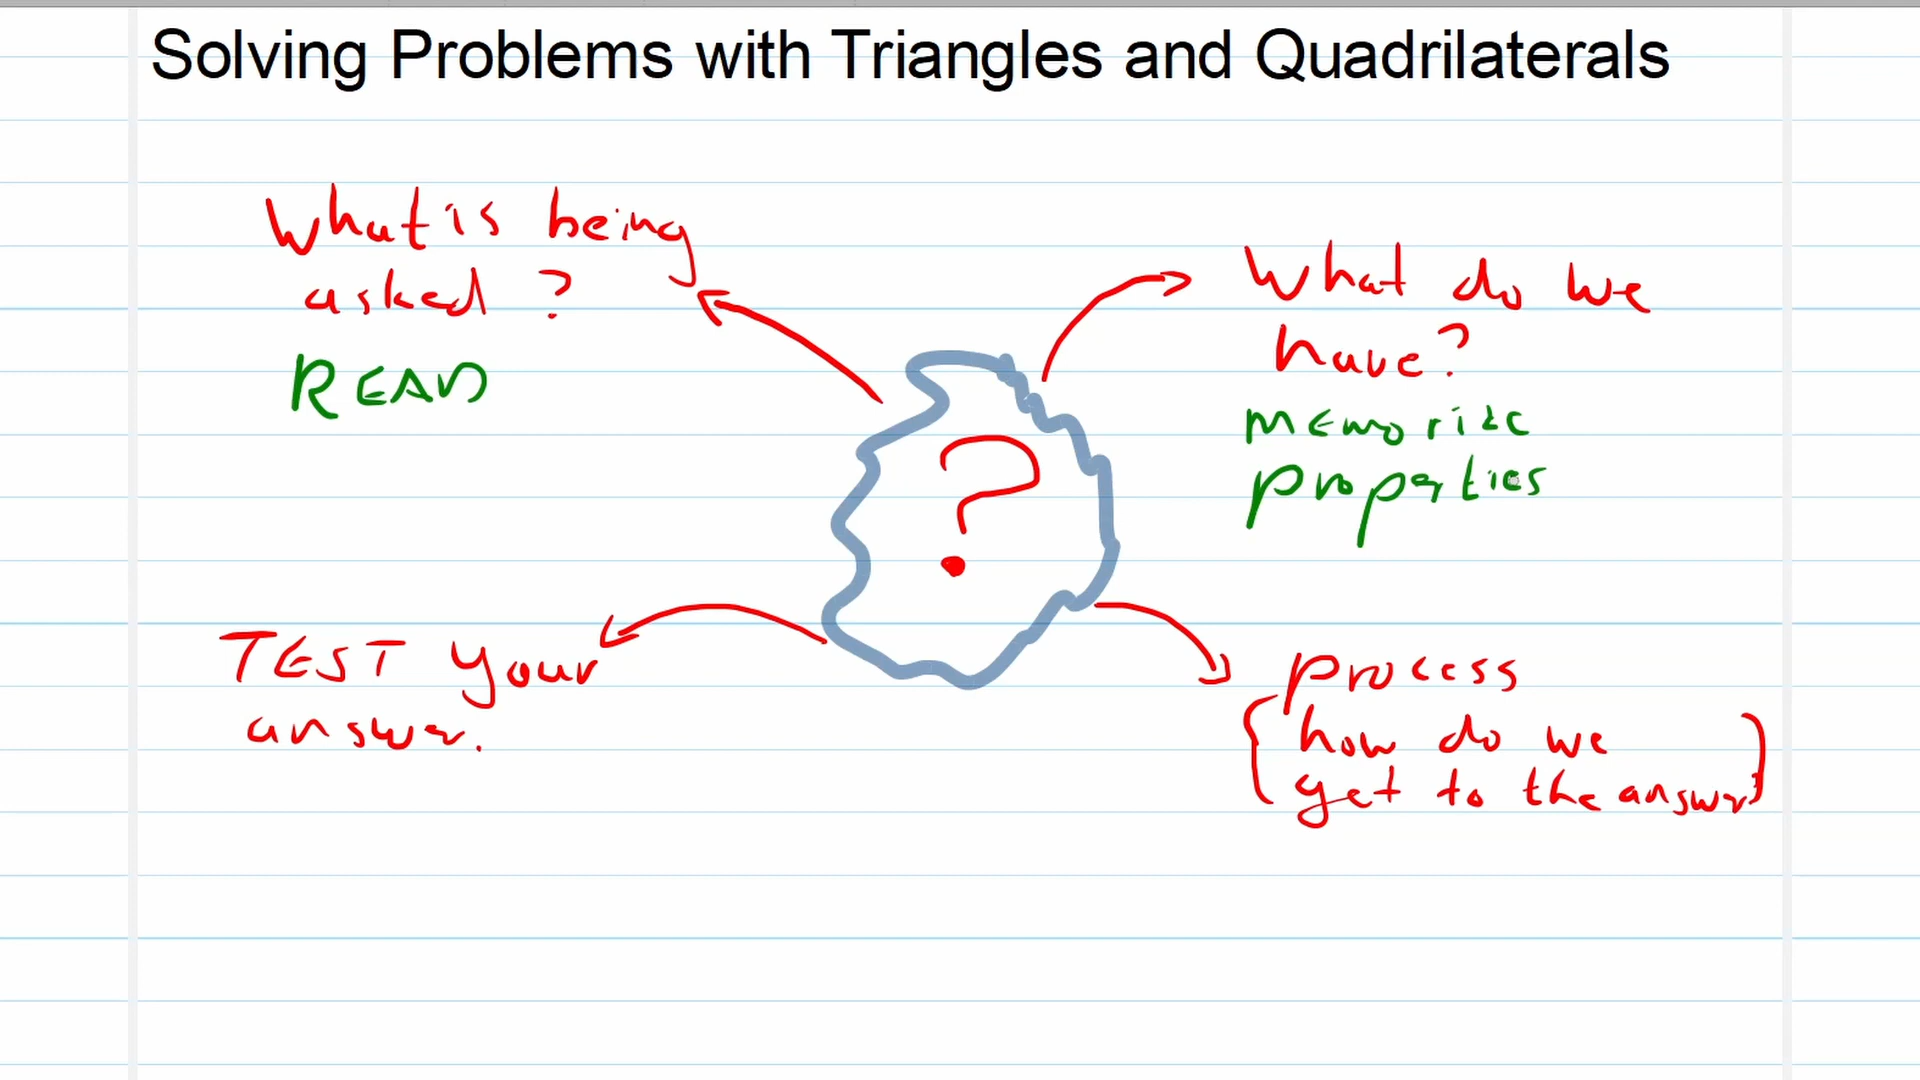 Solving Problems with Triangles and Quadrilaterals
What is being
asked?
READ
What do we
have?
memorize
properties
?
TEST your
answer.
process
{how do we
get to the answer}